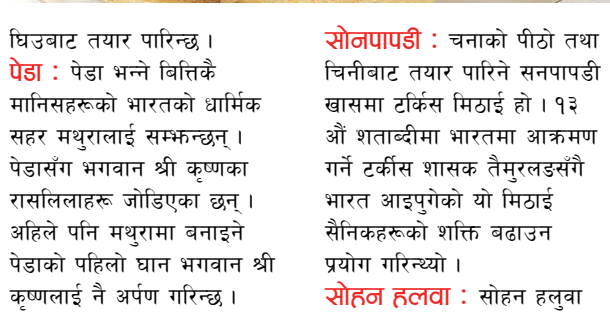 घिउबाट तयार पारिन्छ ।
पेडा : पेडा भन्ने बित्तिकै
मानिसहरूको भारतको धार्मिक
सहर मथुरालाई सम्झन्छन् ।
पेडासँग भगवान श्री कृष्णका
रासलिलाहरू जोडिएका छन् ।
अहिले पनि मथुरामा बनाइने
पेडाको पहिलो घान भगवान श्री
कृष्णलाई नै अर्पण गरिन्छ ।
सोनपापडी : चनाको पीठो तथा
चिनीबाट तयार पारिने सनपापडी
खासमा टर्किस मिठाई हो । १३
औं शताब्दीमा भारतमा आक्रमण
गर्ने टर्कीस शासक तैमुरलङसँगै
भारत आइपुगेको यो मिठाई
सैनिकहरूको शक्ति बढाउन
प्रयोग गरिन्थ्यो ।
सोहन हलवा : सोहन हलुवा